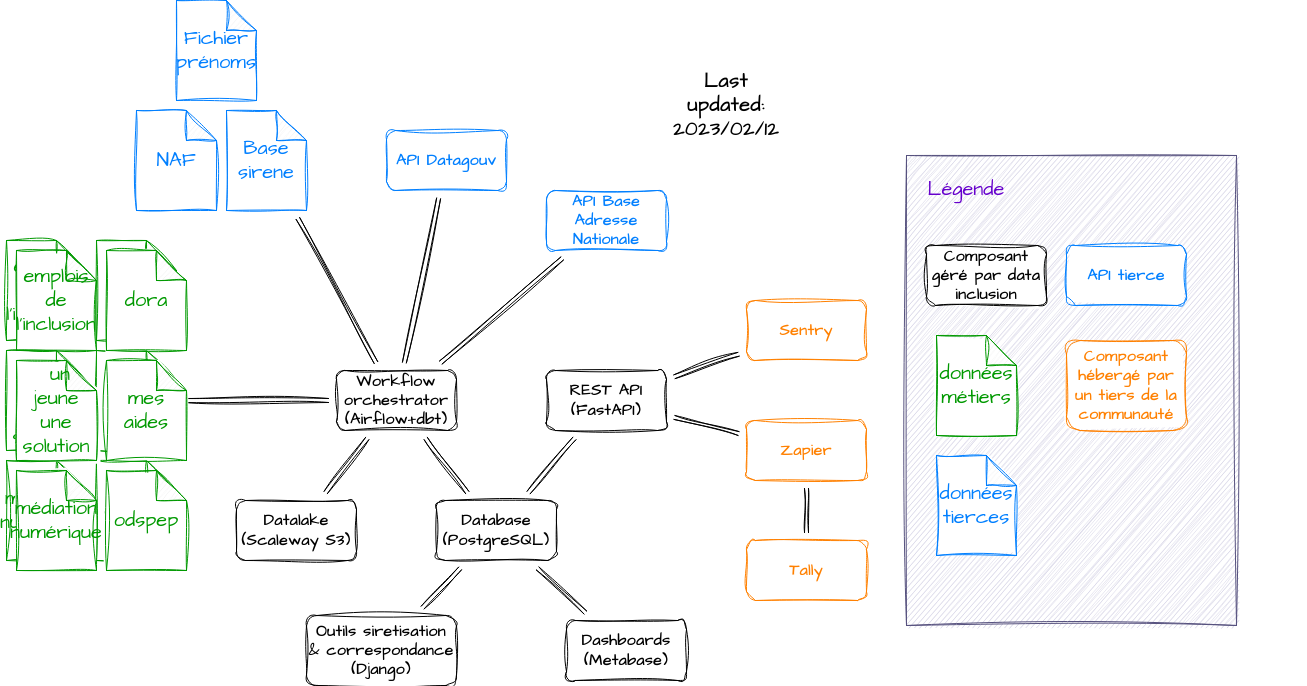 Fichier
prénoms
NAF
Base
sirene
API Datagouv
API Base
Adresse
Nationale
Last
updated:
2023/02/12
emplois
de
l'inclusion
dora
un
jeune
une
solution
mes
aides
médiation
numérique
odspep
Workflow
orchestrator
(Airflow+dbt)
REST API
(FastAPI)
Sentry
Zapier
Tally
Datalake
(Scaleway S3)
Database
(PostgreSQL)
Outils siretisation
& correspondance
(Django)
Dashboards
(Metabase)
Légende
Composant
géré par data
inclusion
API tierce
données
métiers
Composant
hébergé par
un tiers de la
communauté
données
tierces